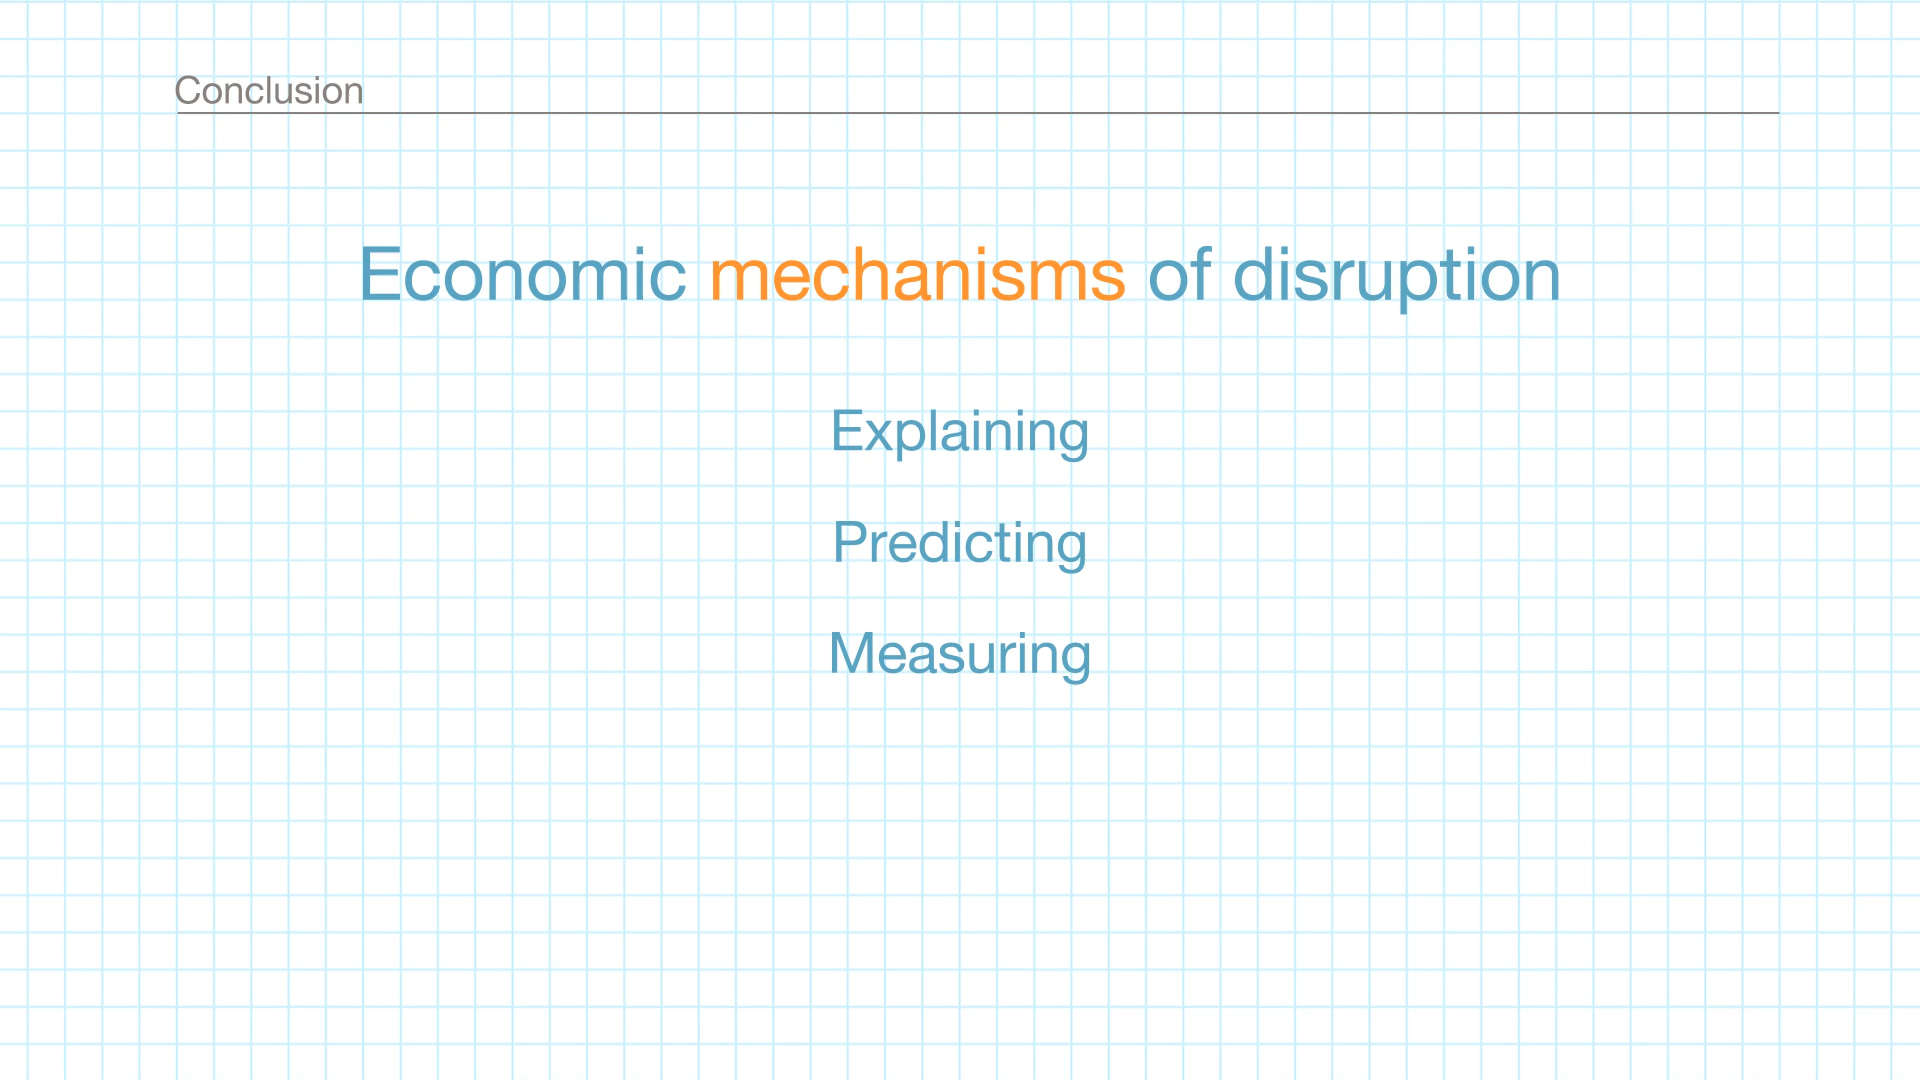 Conclusion
Economic mechanisms of disruption
Explaining
Predicting
Measuring